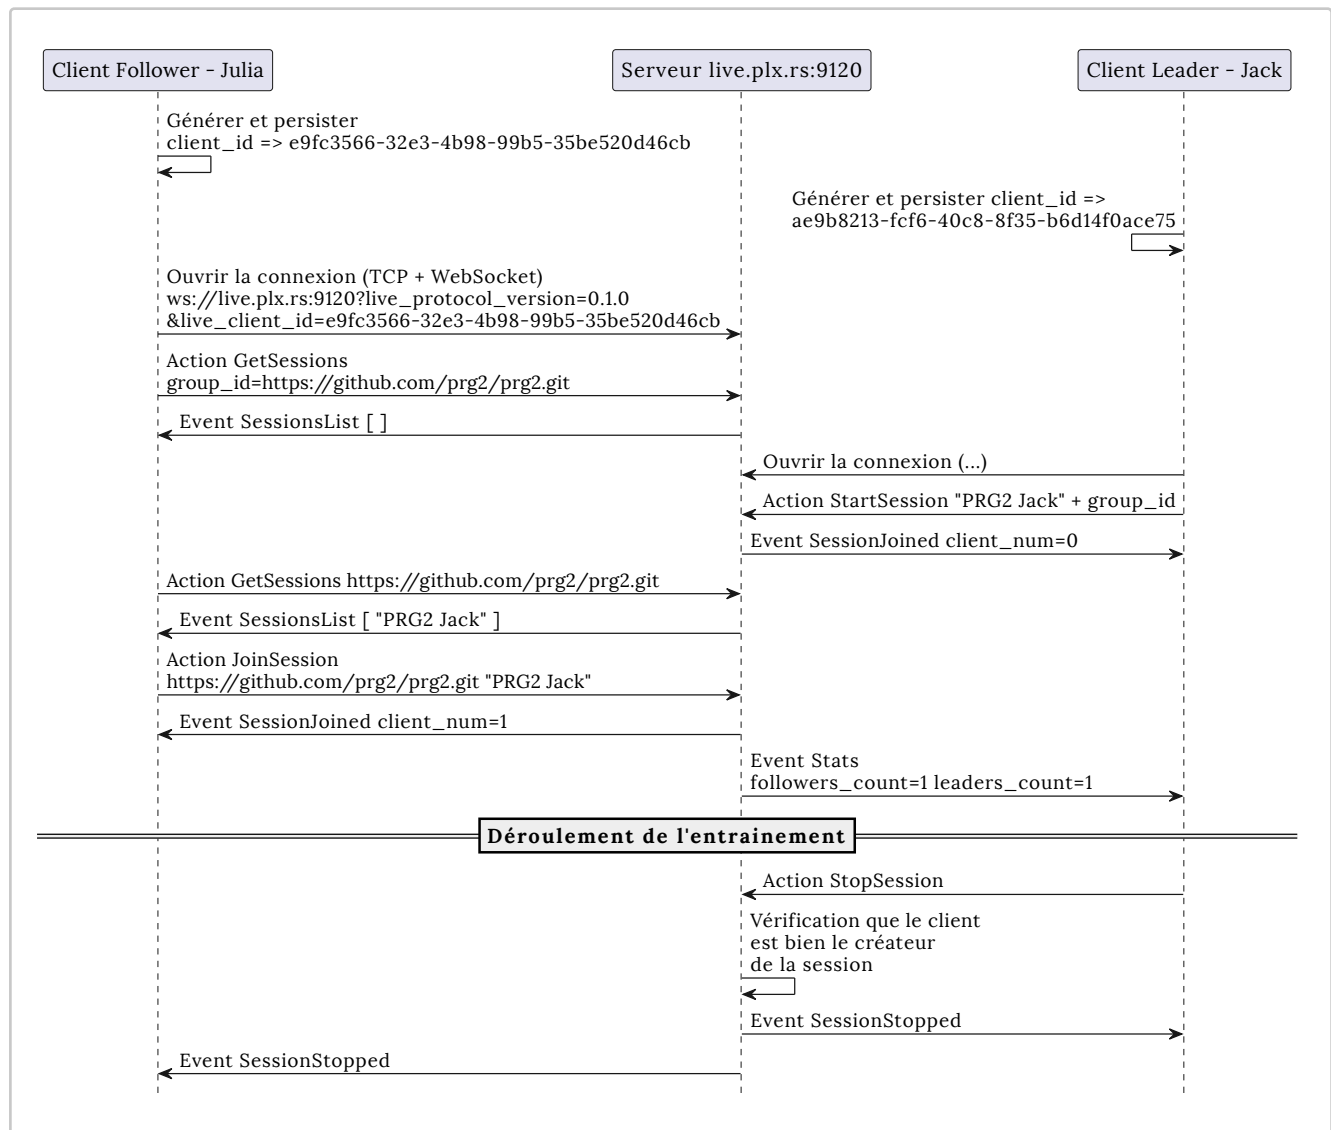 Client Follower - Julia
Serveur live.plx.rs:9120
Client Leader - Jack
Générer et persister
client_id => e9fc3566-32e3-4b98-99b5-35be520d46cb
Générer et persister client_id =>
ae9b8213-fcf6-40c8-8f35-b6d14f0ace75
Ouvrir la connexion (TCP + WebSocket)
ws://live.plx.rs:9120?live_protocol_version=0.1.0
&live_client_id=e9fc3566-32e3-4b98-99b5-35be520d46cb
Action GetSessions
group_id=https://github.com/prg2/prg2.git
Event SessionsList [ ]
Ouvrir la connexion (...)
Action StartSession "PRG2 Jack" + group_id
Event SessionJoined client_num=0
Action GetSessions https://github.com/prg2/prg2.git
Event SessionsList [ "PRG2 Jack" ]
Action JoinSession
https://github.com/prg2/prg2.git "PRG2 Jack"
Event SessionJoined client_num=1
Event Stats
followers_count=1 leaders_count=1
Déroulement de l'entrainement
Action StopSession
Vérification que le client
est bien le créateur
de la session
Event SessionStopped
Event SessionStopped